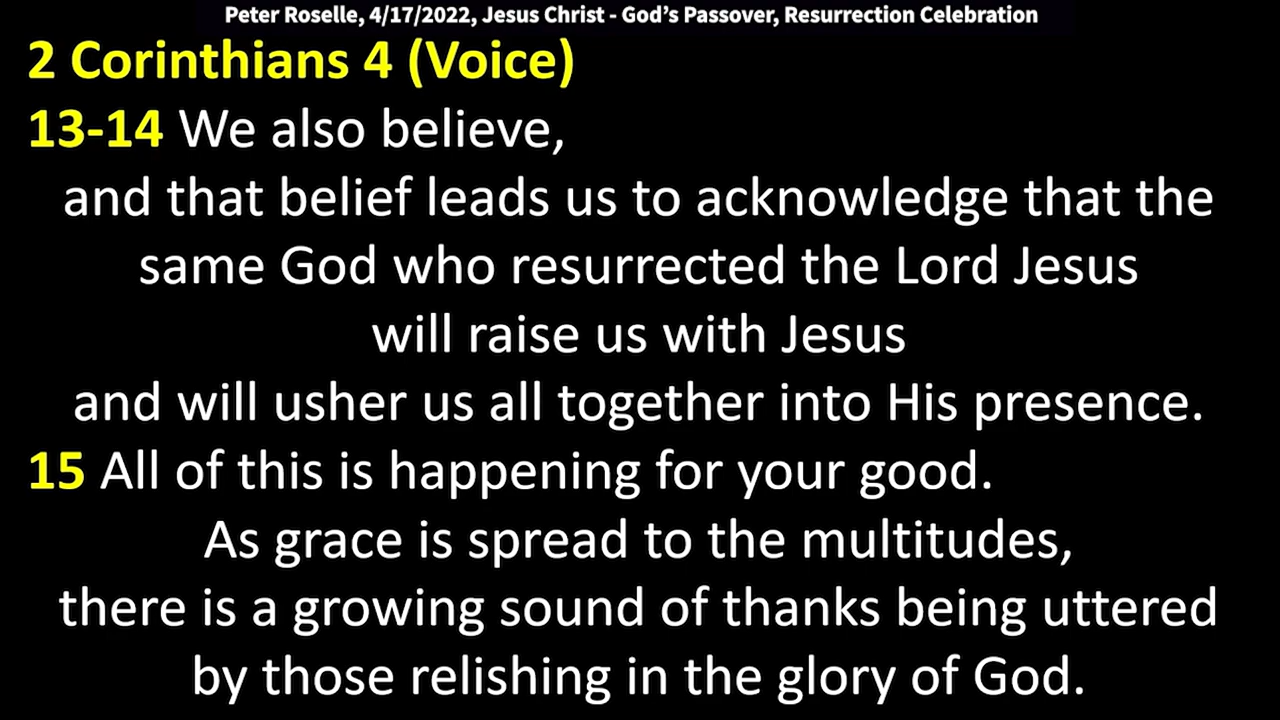 Peter Roselle, 4/17/2022, Jesus Christ - God's Passover, Resurrection Celebration
2 Corinthians 4 (Voice)
13-14 We also believe,
and that belief leads us to acknowledge that the
same God who resurrected the Lord Jesus
will raise us with Jesus
and will usher us all together into His presence.
15 All of this is happening for your good.
As grace is spread to the multitudes,
there is a growing sound of thanks being uttered
by those relishing in the glory of God.